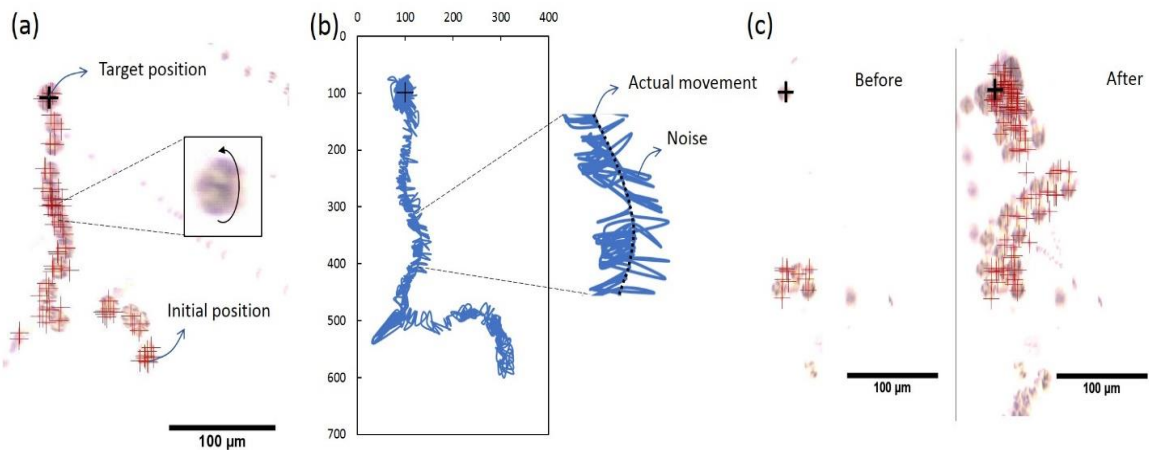 (a)
Target position
Initial position
100 µm
(b)
0 100 200 300 400
0
100
200
300
400
500
600
700
Actual movement
Noise
(c)
Before
After
100 µm
100 µm